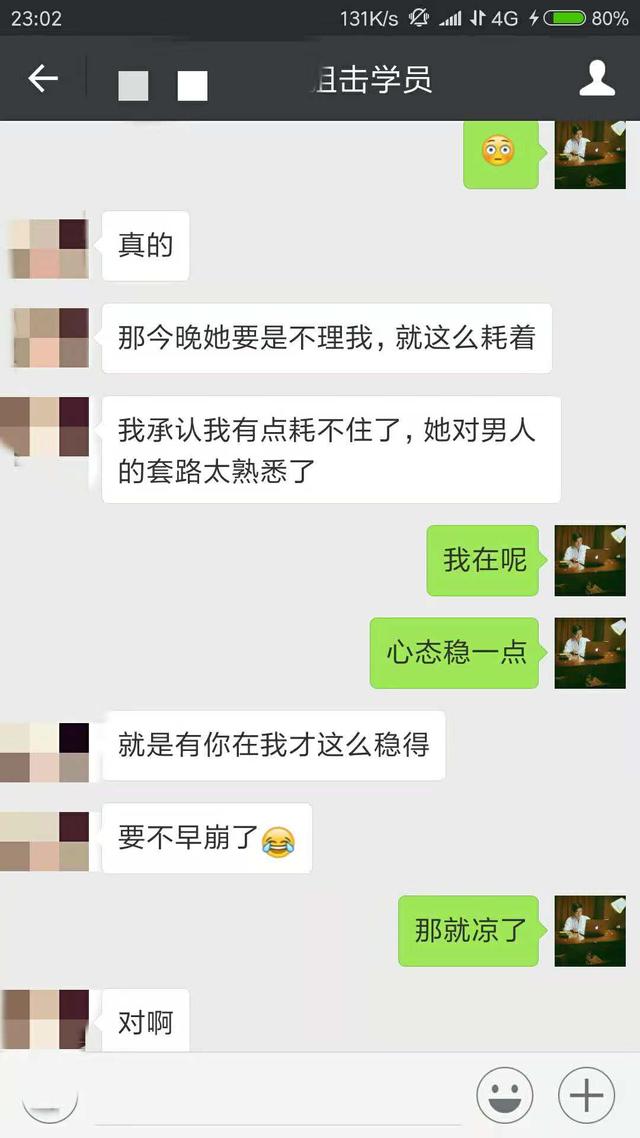 23:02
131K/s
4G
80%
狙击学员
真的
那今晚她要是不理我，就这么耗着
我承认我有点耗不住了，她对男人
的套路太熟悉了
我在呢
心态稳一点
就是有你在我才这么稳得
要不早崩了😂
那就凉了
对啊